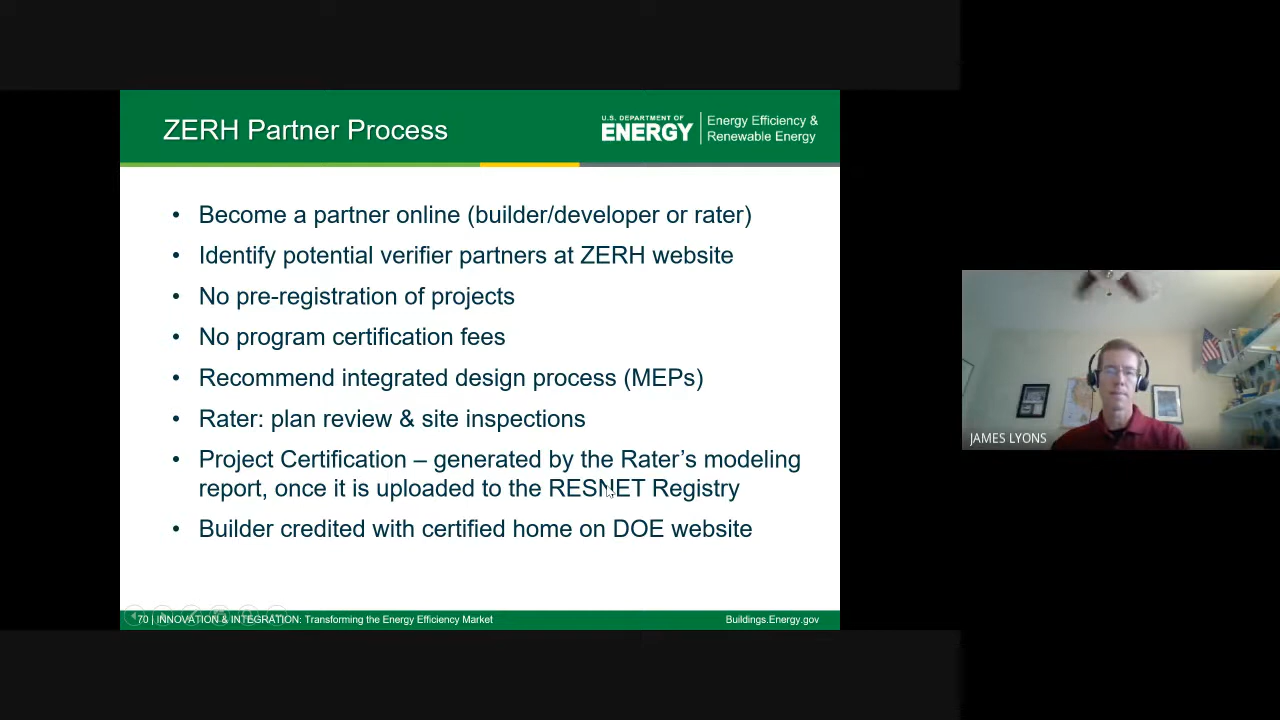 ZERH Partner Process
U.S. DEPARTMENT OF
ENERGY
Energy Efficiency &
Renewable Energy
• Become a partner online (builder/developer or rater)
• Identify potential verifier partners at ZERH website
• No pre-registration of projects
• No program certification fees
• Recommend integrated design process (MEPs)
• Rater: plan review & site inspections
• Project Certification – generated by the Rater’s modeling
report, once it is uploaded to the RESNET Registry
• Builder credited with certified home on DOE website
70 | INNOVATION & INTEGRATION: Transforming the Energy Efficiency Market
Buildings.Energy.gov
JAMES LYONS